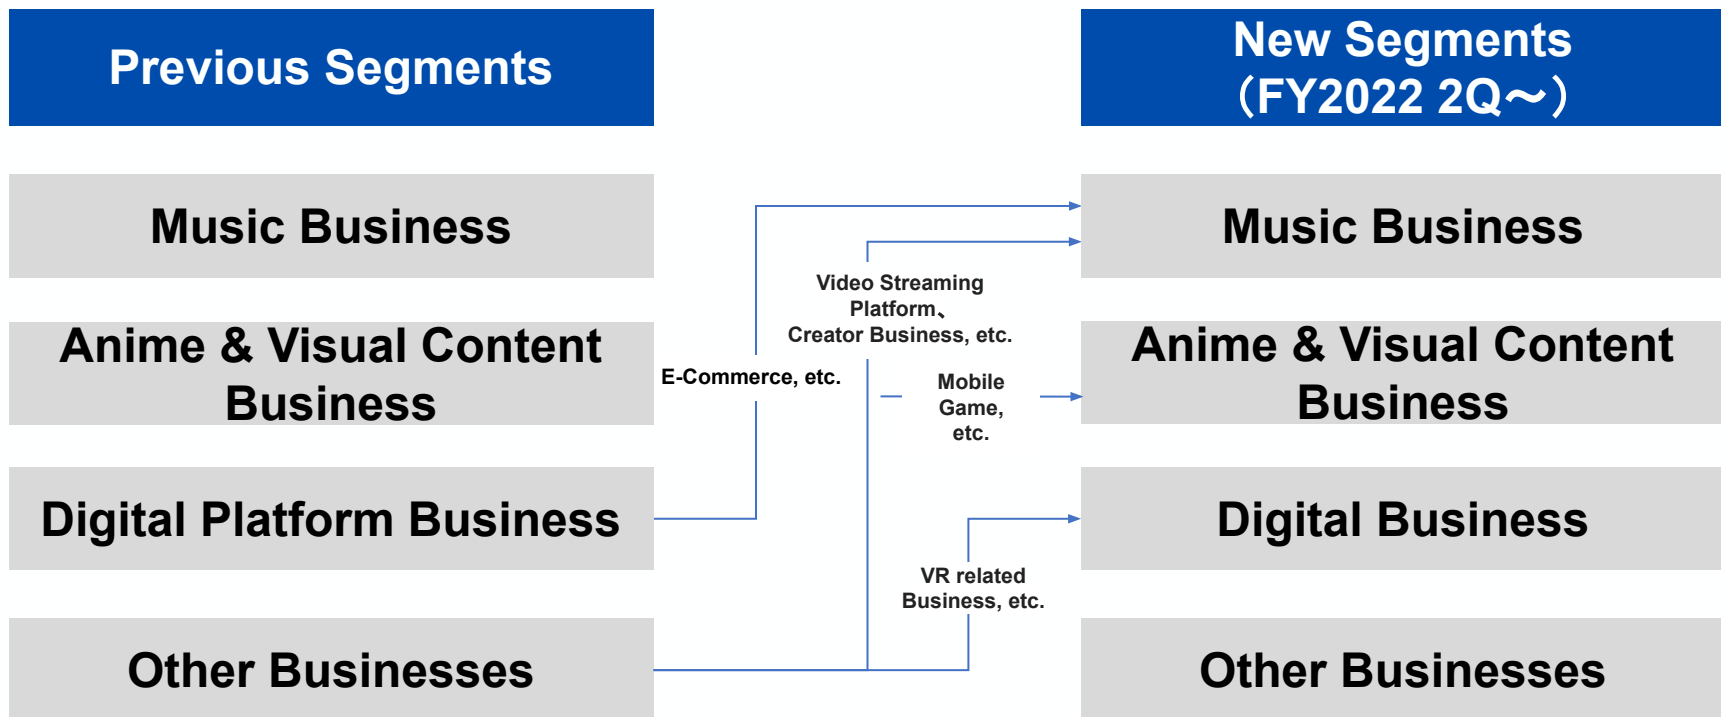 Previous Segments
New Segments
（FY2022 2Q～）
Music Business
Music Business
Video Streaming
Platform、
Creator Business, etc.
Anime & Visual Content
Business
E-Commerce, etc.
Mobile
Game,
etc.
Anime & Visual Content
Business
Digital Platform Business
Digital Business
VR related
Business, etc.
Other Businesses
Other Businesses